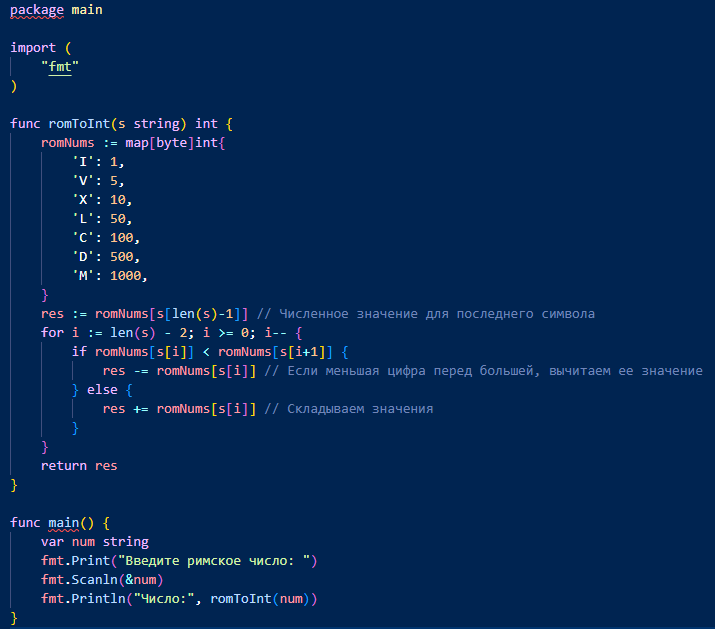 package main

import (
    "fmt"
)

func romToInt(s string) int {
    romNums := map[byte]int{
        'I': 1,
        'V': 5,
        'X': 10,
        'L': 50,
        'C': 100,
        'D': 500,
        'M': 1000,
    }
    res := romNums[s[len(s)-1]] // Численное значение для последнего символа
    for i := len(s) - 2; i >= 0; i-- {
        if romNums[s[i]] < romNums[s[i+1]] {
            res -= romNums[s[i]] // Если меньшая цифра перед большей, вычитаем ее значение
        } else {
            res += romNums[s[i]] // Складываем значения
        }
    }
    return res
}

func main() {
    var num string
    fmt.Print("Введите римское число: ")
    fmt.Scanln(&num)
    fmt.Println("Число:", romToInt(num))
}